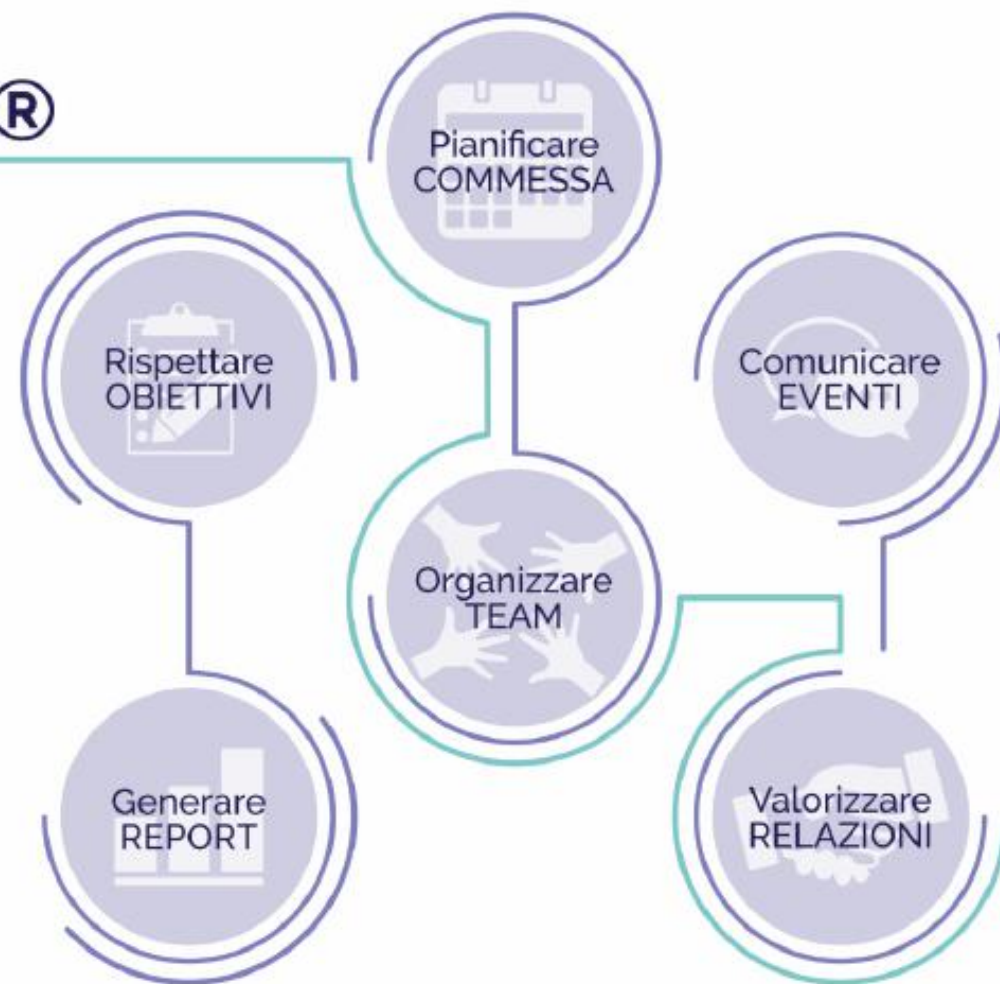 ®
Pianificare
COMMESSA
Rispettare
OBIETTIVI
Comunicare
EVENTI
Organizzare
TEAM
Generare
REPORT
Valorizzare
RELAZIONI